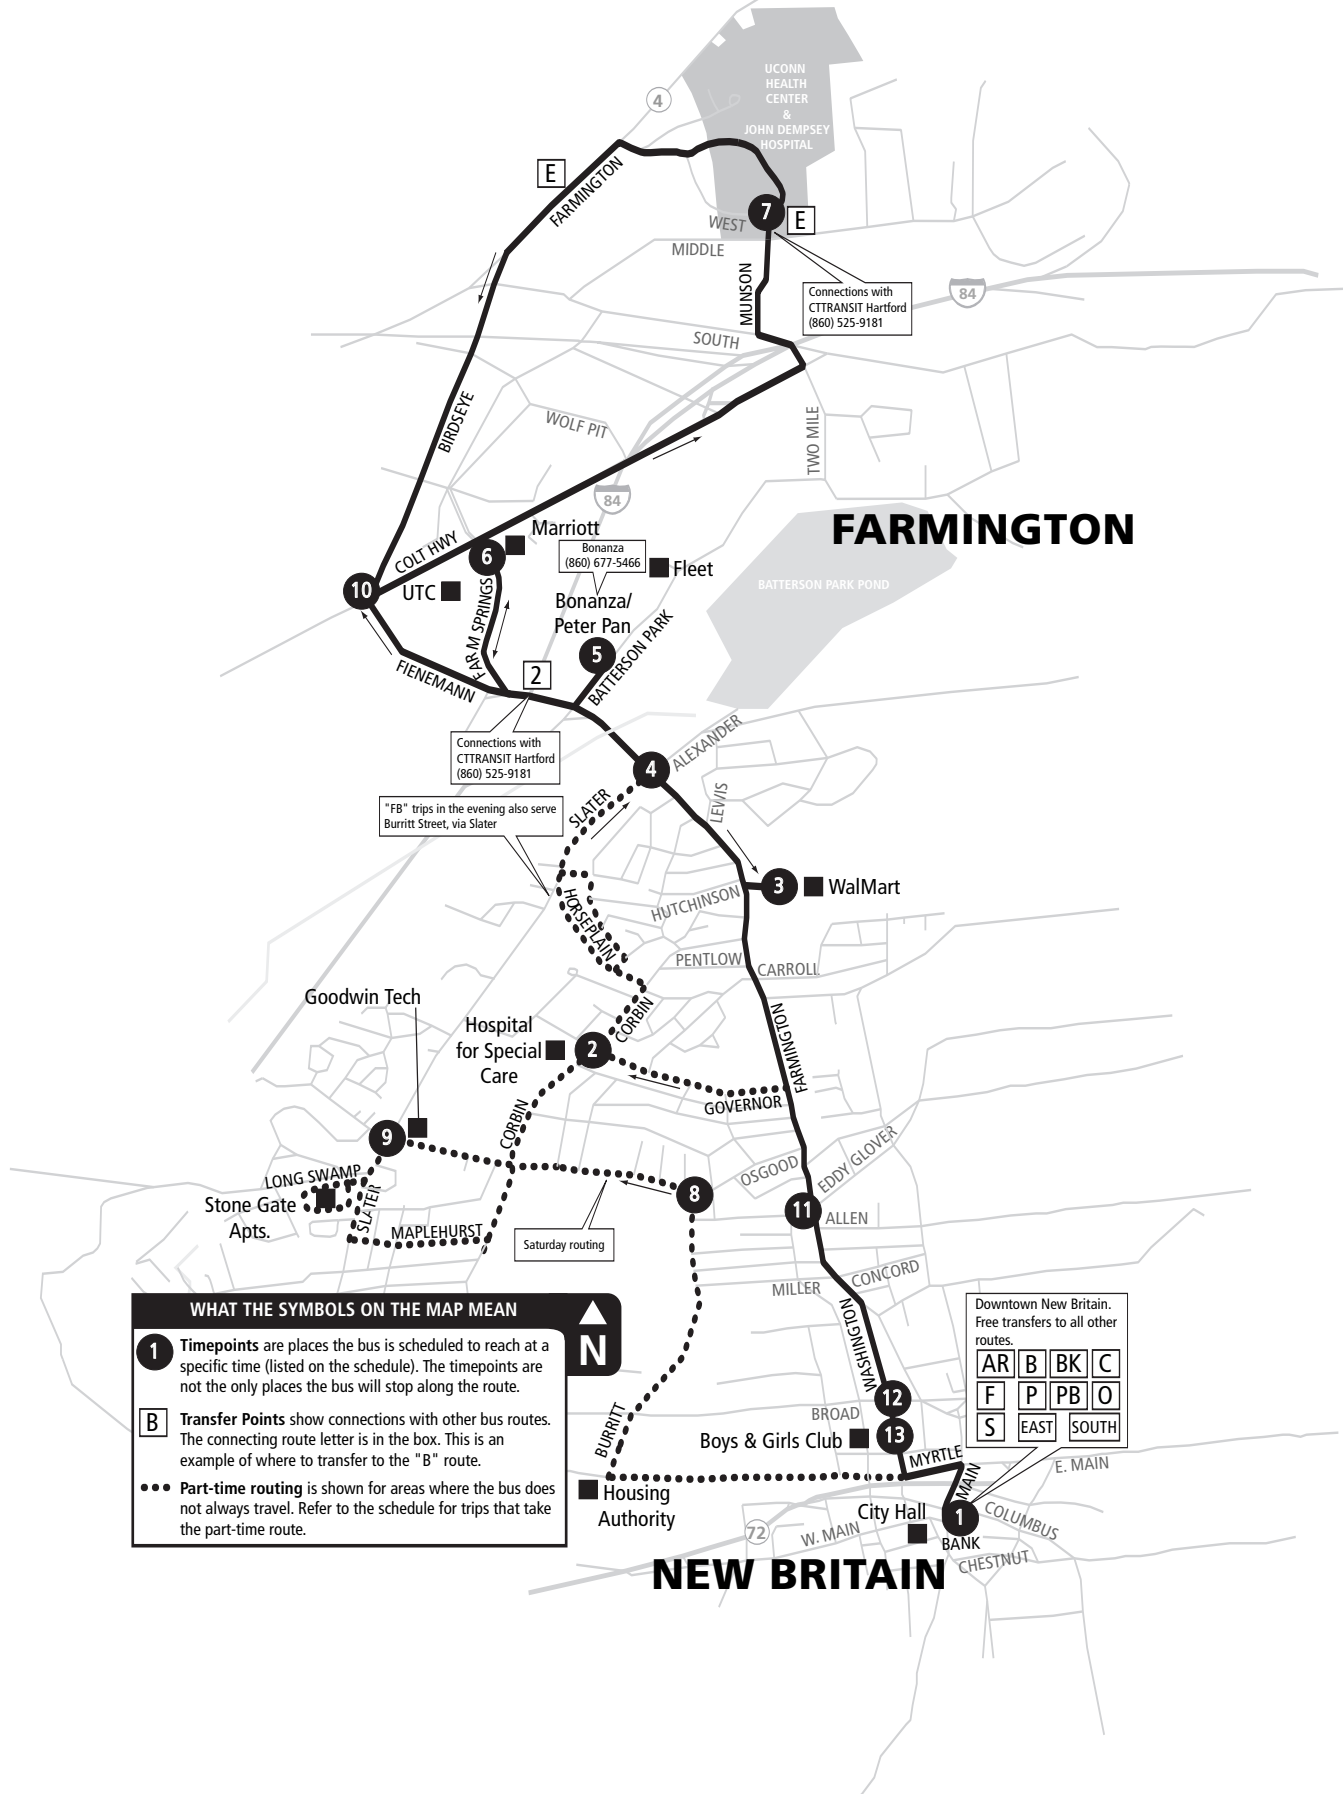 UCONN
HEALTH
CENTER
&
JOHN DEMPSEY
HOSPITAL
4
E
FARMINGTON
7
E
WEST
MIDDLE
MUNSON
Connections with
CTTRANSIT Hartford
(860) 525-9181
84
SOUTH
BIRDSEYE
WOLF PIT
TWO MILE
84
FARMINGTON
Marriott
COLT HWY
6
Bonanza
(860) 677-5466
Fleet
BATTERSON PARK POND
10
UTC
FARM SPRINGS
Bonanza/
Peter Pan
5
BATTERSON PARK
FIENEMANN
2
Connections with
CTTRANSIT Hartford
(860) 525-9181
ALEXANDER
4
LEWIS
"FB" trips in the evening also serve
Burritt Street, via Slater
SLATER
3
WalMart
HUTCHINSON
HORSEPLAIN
PENTLOW
CARROLL
Goodwin Tech
CORBIN
FARMINGTON
Hospital
for Special
Care
2
GOVERNOR
CORBIN
9
OSGOOD
EDDY GLOVER
LONG SWAMP
Stone Gate
Apts.
SLATER
8
11
ALLEN
MAPLEHURST
Saturday routing
MILLER
CONCORD
WASHINGTON
WHAT THE SYMBOLS ON THE MAP MEAN
N
1
Timepoints are places the bus is scheduled to reach at a
specific time (listed on the schedule). The timepoints are
not the only places the bus will stop along the route.
B
Transfer Points show connections with other bus routes.
The connecting route letter is in the box. This is an
example of where to transfer to the "B" route.
Part-time routing is shown for areas where the bus does
not always travel. Refer to the schedule for trips that take
the part-time route.
Downtown New Britain.
Free transfers to all other
routes.
AR B BK C
F P PB O
S EAST SOUTH
12
BROAD
13
Boys & Girls Club
BURRITT
MYRTLE
E. MAIN
MAIN
Housing
Authority
City Hall
1
COLUMBUS
72
W. MAIN
BANK
CHESTNUT
NEW BRITAIN